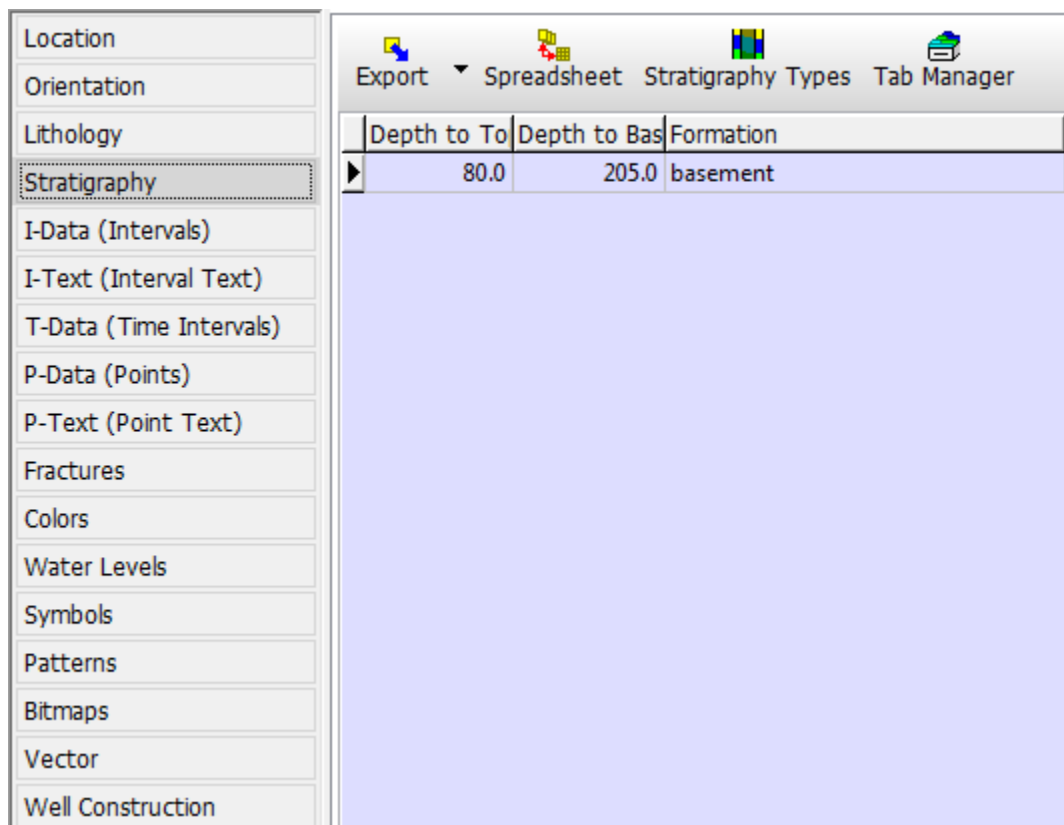 Location
Orientation
Lithology
Stratigraphy
I-Data (Intervals)
I-Text (Interval Text)
T-Data (Time Intervals)
P-Data (Points)
P-Text (Point Text)
Fractures
Colors
Water Levels
Symbols
Patterns
Bitmaps
Vector
Well Construction
Export Spreadsheet Stratigraphy Types Tab Manager
Depth to To Depth to Bas Formation
80.0 205.0 basement